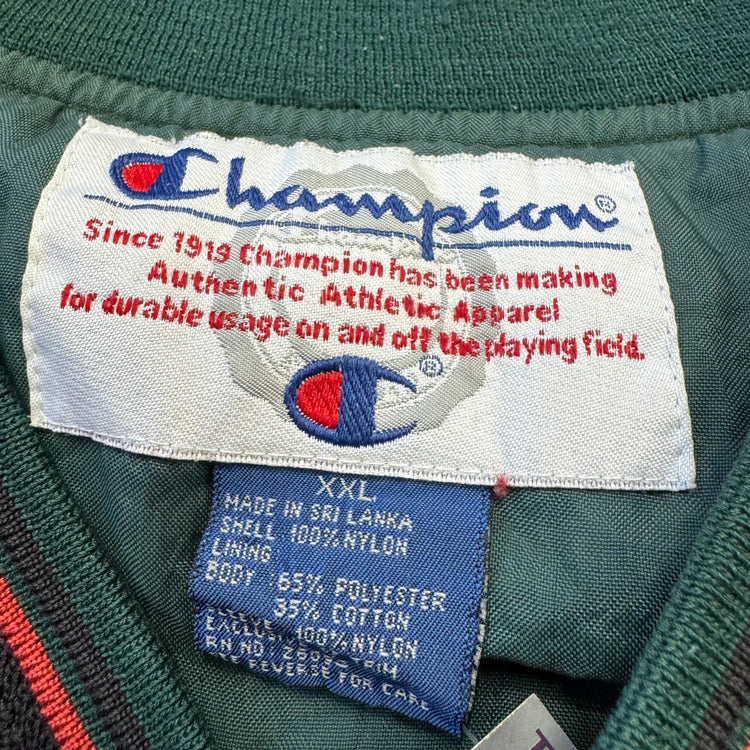 Champion®
Since 1919 Champion has been making
Authentic Athletic Apparel
for durable usage on and off the playing field.
®
XXL
MADE IN SRI LANKA
SHELL 100% NYLON
LINING
BODY 65% POLYESTER
35% COTTON
100% NYLON
RN NO
REVERSE FOR CARE